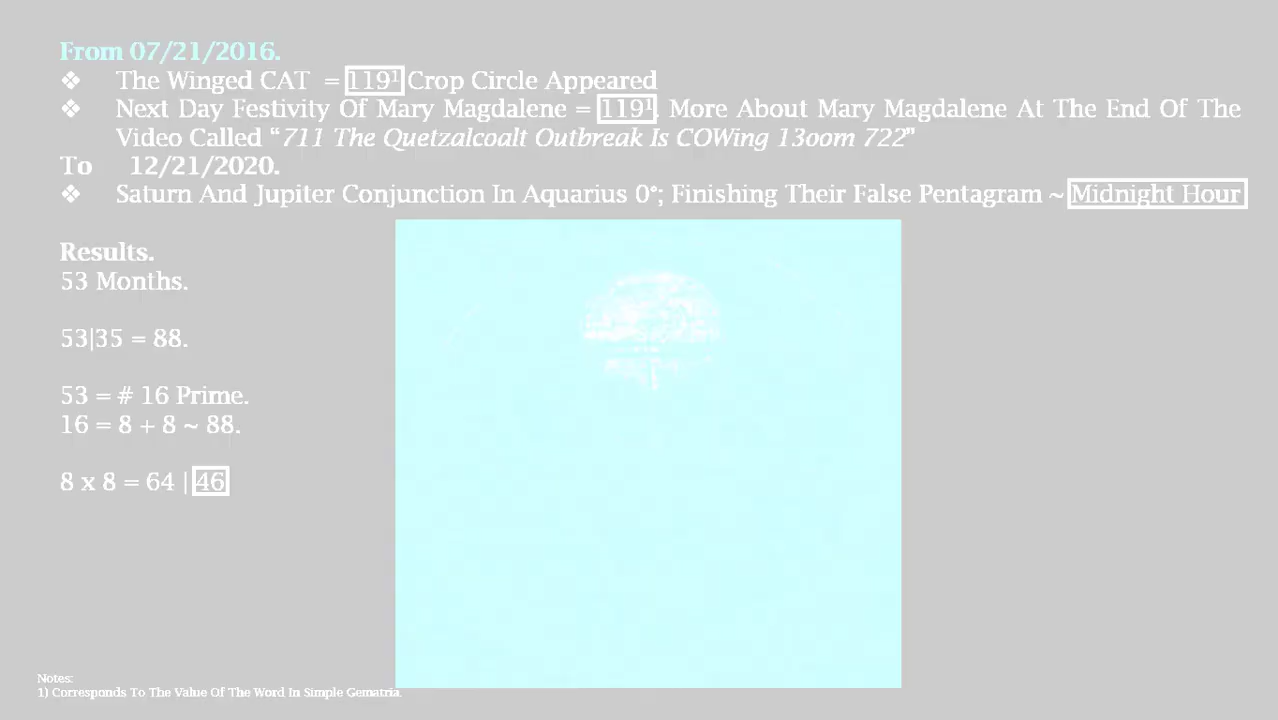 From 07/21/2016.
❖ The Winged CAT = 119¹ Crop Circle Appeared
❖ Next Day Festivity Of Mary Magdalene = 119¹. More About Mary Magdalene At The End Of The
Video Called “711 The Quetzalcoalt Outbreak Is COWing 13oom 722”
To 12/21/2020.
❖ Saturn And Jupiter Conjunction In Aquarius 0°; Finishing Their False Pentagram ~ Midnight Hour
Results.
53 Months.
53|35 = 88.
53 = # 16 Prime.
16 = 8 + 8 ~ 88.
8 x 8 = 64 | 46
Notes:
1) Corresponds To The Value Of The Word In Simple Gematria.